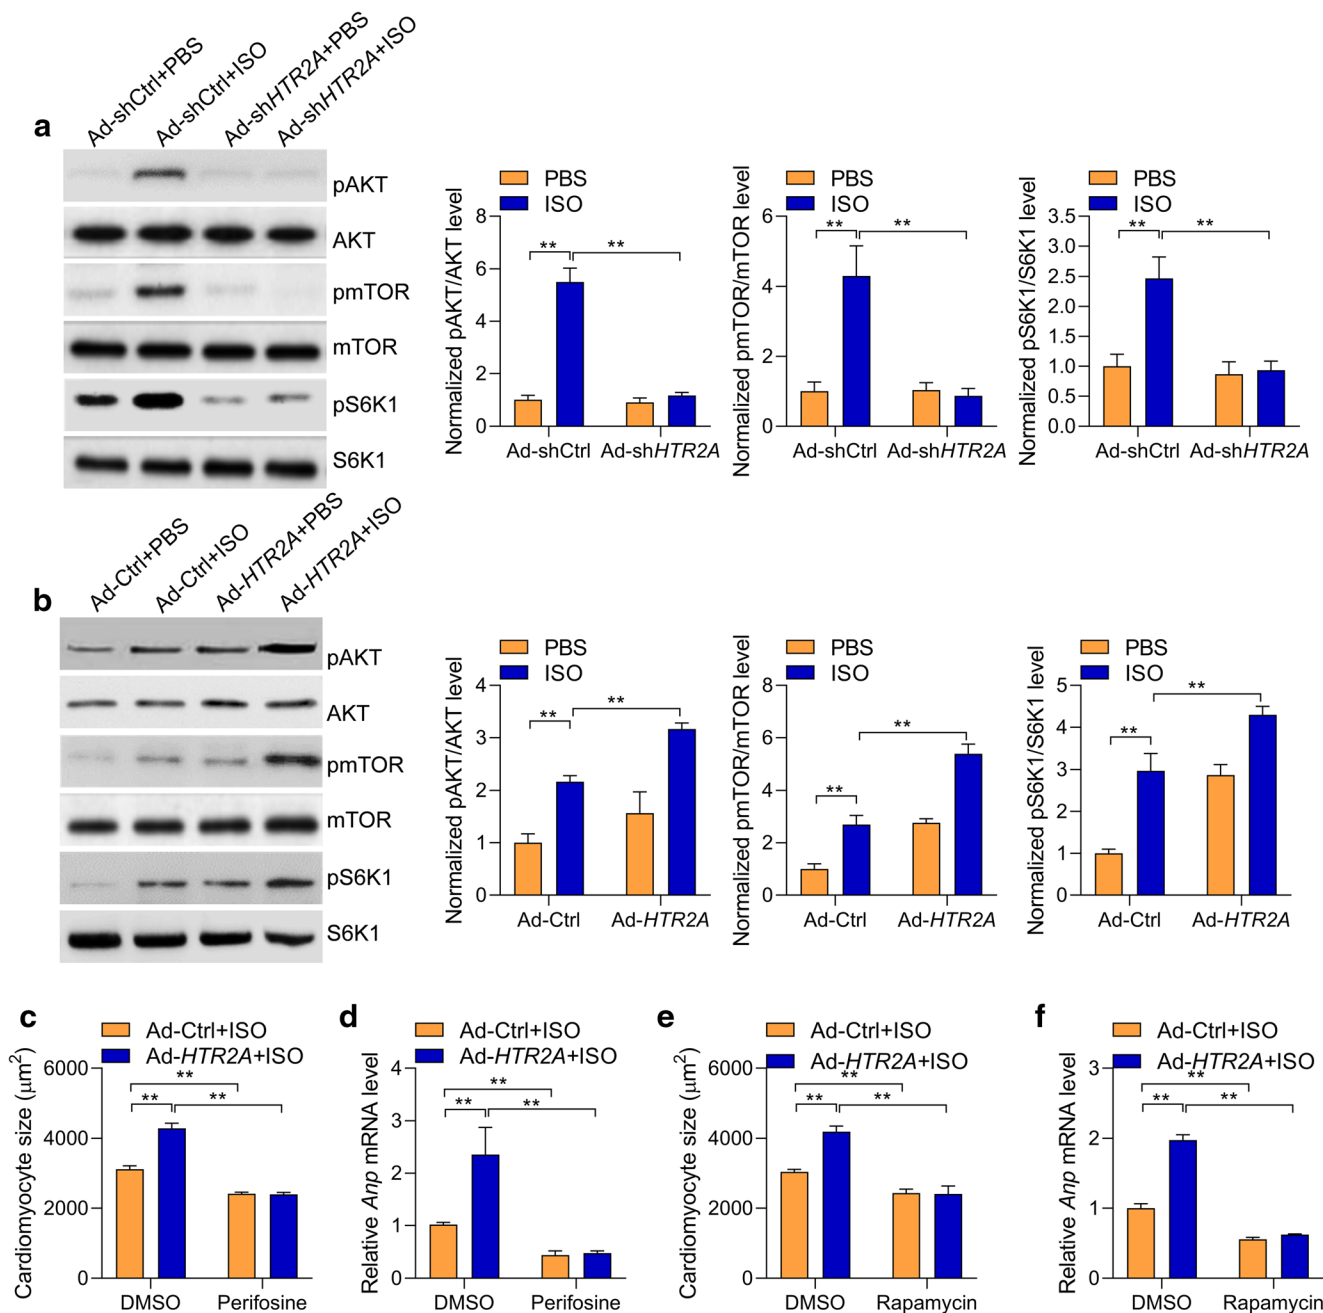 a
Ad-shCtrl+PBS
Ad-shCtrl+ISO
Ad-shHTR2A+PBS
Ad-shHTR2A+ISO
pAKT
AKT
pmTOR
mTOR
pS6K1
S6K1
PBS
ISO
Normalized pAKT/AKT level
8
6
4
2
0
**
**
Ad-shCtrl
Ad-shHTR2A
PBS
ISO
Normalized pmTOR/mTOR level
6
4
2
0
**
**
Ad-shCtrl
Ad-shHTR2A
PBS
ISO
Normalized pS6K1/S6K1 level
3.5
3.0
2.5
2.0
1.5
1.0
0.5
0.0
**
**
Ad-shCtrl
Ad-shHTR2A
b
Ad-Ctrl+PBS
Ad-Ctrl+ISO
Ad-HTR2A+PBS
Ad-HTR2A+ISO
pAKT
AKT
pmTOR
mTOR
pS6K1
S6K1
PBS
ISO
Normalized pAKT/AKT level
4
3
2
1
0
**
**
Ad-Ctrl
Ad-HTR2A
PBS
ISO
Normalized pmTOR/mTOR level
8
6
4
2
0
**
**
Ad-Ctrl
Ad-HTR2A
PBS
ISO
Normalized pS6K1/S6K1 level
5
4
3
2
1
0
**
**
Ad-Ctrl
Ad-HTR2A
c
Ad-Ctrl+ISO
Ad-HTR2A+ISO
Cardiomyocyte size (μm²)
6000
4000
2000
0
**
**
**
DMSO
Perifosine
d
Ad-Ctrl+ISO
Ad-HTR2A+ISO
Relative Anp mRNA level
4
3
2
1
0
**
**
**
DMSO
Perifosine
e
Ad-Ctrl+ISO
Ad-HTR2A+ISO
Cardiomyocyte size (μm²)
6000
4000
2000
0
**
**
**
DMSO
Rapamycin
f
Ad-Ctrl+ISO
Ad-HTR2A+ISO
Relative Anp mRNA level
3
2
1
0
**
**
**
DMSO
Rapamycin